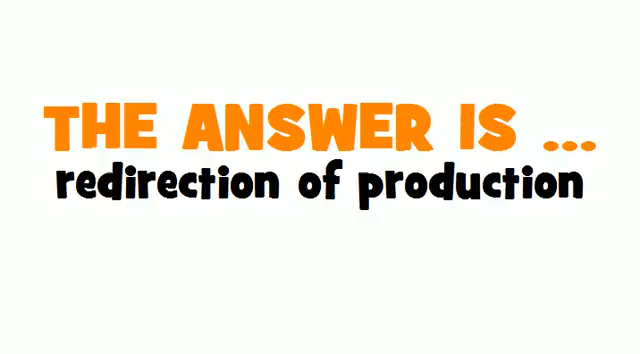 THE ANSWER IS ...
redirection of production